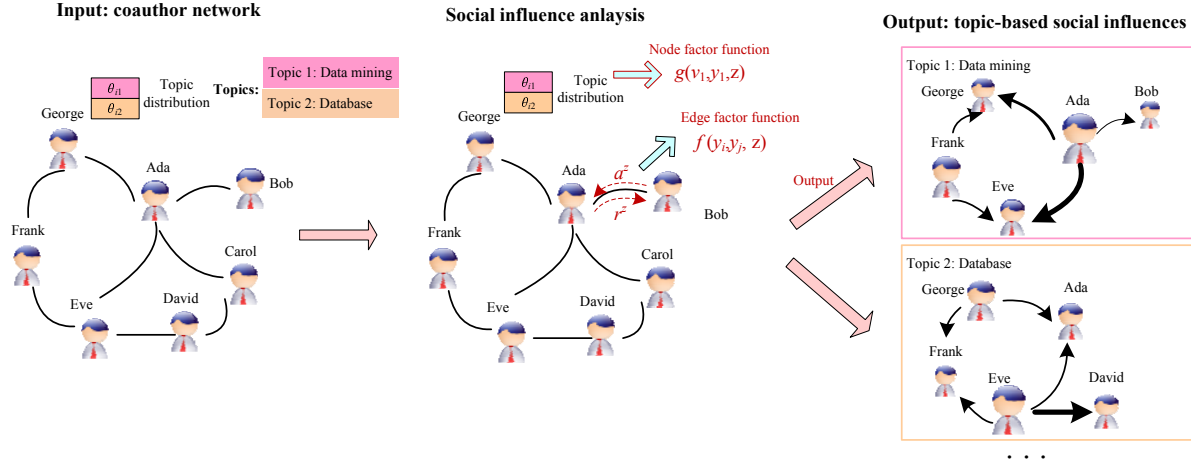 Input: coauthor network
θi1
θi2
Topic
distribution
Topics:
Topic 1: Data mining
Topic 2: Database
George
Ada
Bob
Frank
Carol
Eve
David
Social influence anlaysis
θi1
θi2
Topic
distribution
Node factor function
g(v1,y1,z)
Edge factor function
f (yi,yj, z)
George
Ada
az
rz
Bob
Frank
Carol
Eve
David
Output
Output: topic-based social influences
Topic 1: Data mining
George
Ada
Bob
Frank
Eve
Topic 2: Database
George
Ada
Frank
Eve
David
. . .